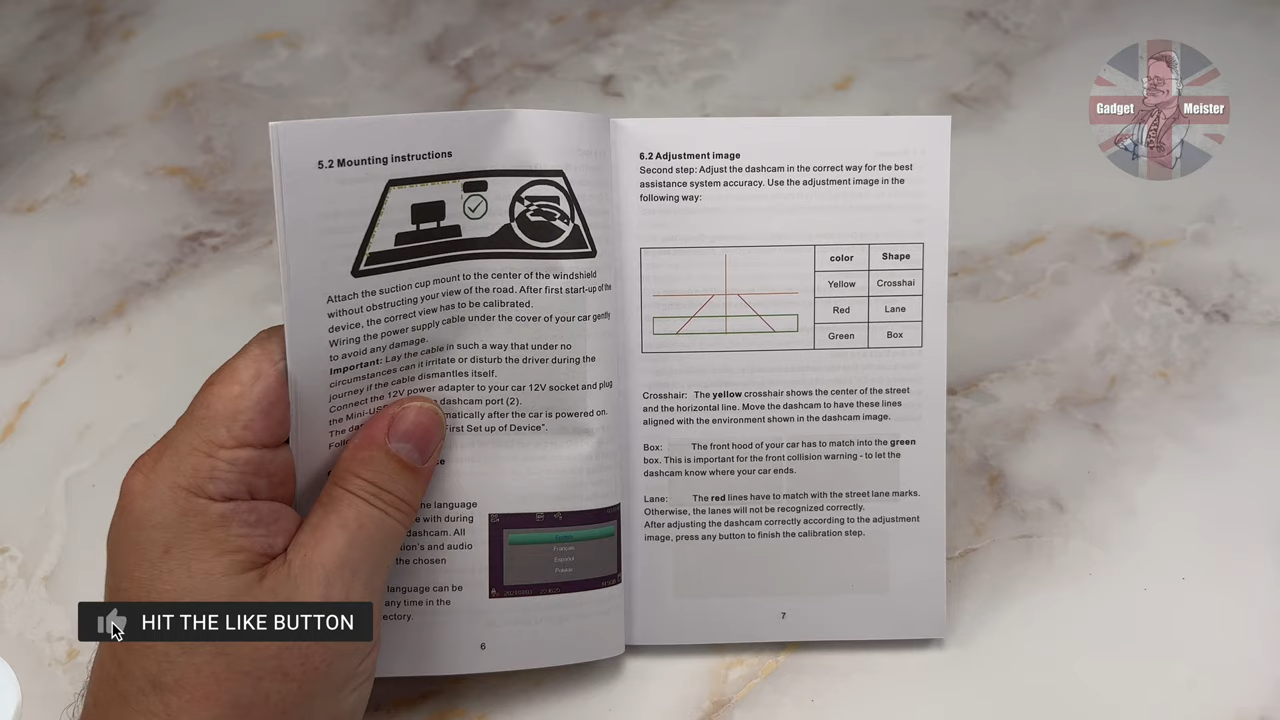 5.2 Mounting instructions
Attach the suction cup mount to the center of the windshield
without obstructing your view of the road. After first start-up of the
device, the correct view has to be calibrated.
Wiring the power supply cable under the cover of your car gently
to avoid any damage.
Important: Lay the cable in such a way that under no
circumstances can it irritate or disturb the driver during the
journey if the cable dismantles itself.
Connect the 12V power adapter to your car 12V socket and plug
the Mini-US dashcam port (2).
The da matically after the car is powered on.
Follo irst Set up of Device".
se
he language
e with during
dashcam. All
tion's and audio
the chosen
language can be
any time in the
ectory.
English
Français
Español
6
6.2 Adjustment image
Second step: Adjust the dashcam in the correct way for the best
assistance system accuracy. Use the adjustment image in the
following way:
color Shape
Yellow Crosshai
Red Lane
Green Box
Crosshair: The yellow crosshair shows the center of the street
and the horizontal line. Move the dashcam to have these lines
aligned with the environment shown in the dashcam image.
Box: The front hood of your car has to match into the green
box. This is important for the front collision warning - to let the
dashcam know where your car ends.
Lane: The red lines have to match with the street lane marks.
Otherwise, the lanes will not be recognized correctly.
After adjusting the dashcam correctly according to the adjustment
image, press any button to finish the calibration step.
7
Gadget Meister
HIT THE LIKE BUTTON